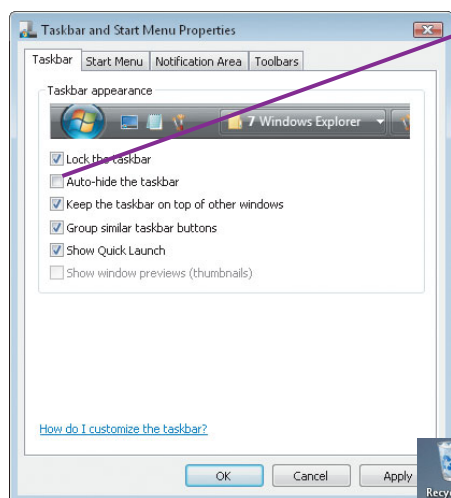 Taskbar and Start Menu Properties
Taskbar Start Menu Notification Area Toolbars
Taskbar appearance
7 Windows Explorer
Lock the taskbar
Auto-hide the taskbar
Keep the taskbar on top of other windows
Group similar taskbar buttons
Show Quick Launch
Show window previews (thumbnails)
How do I customize the taskbar?
OK Cancel Apply
Recyc